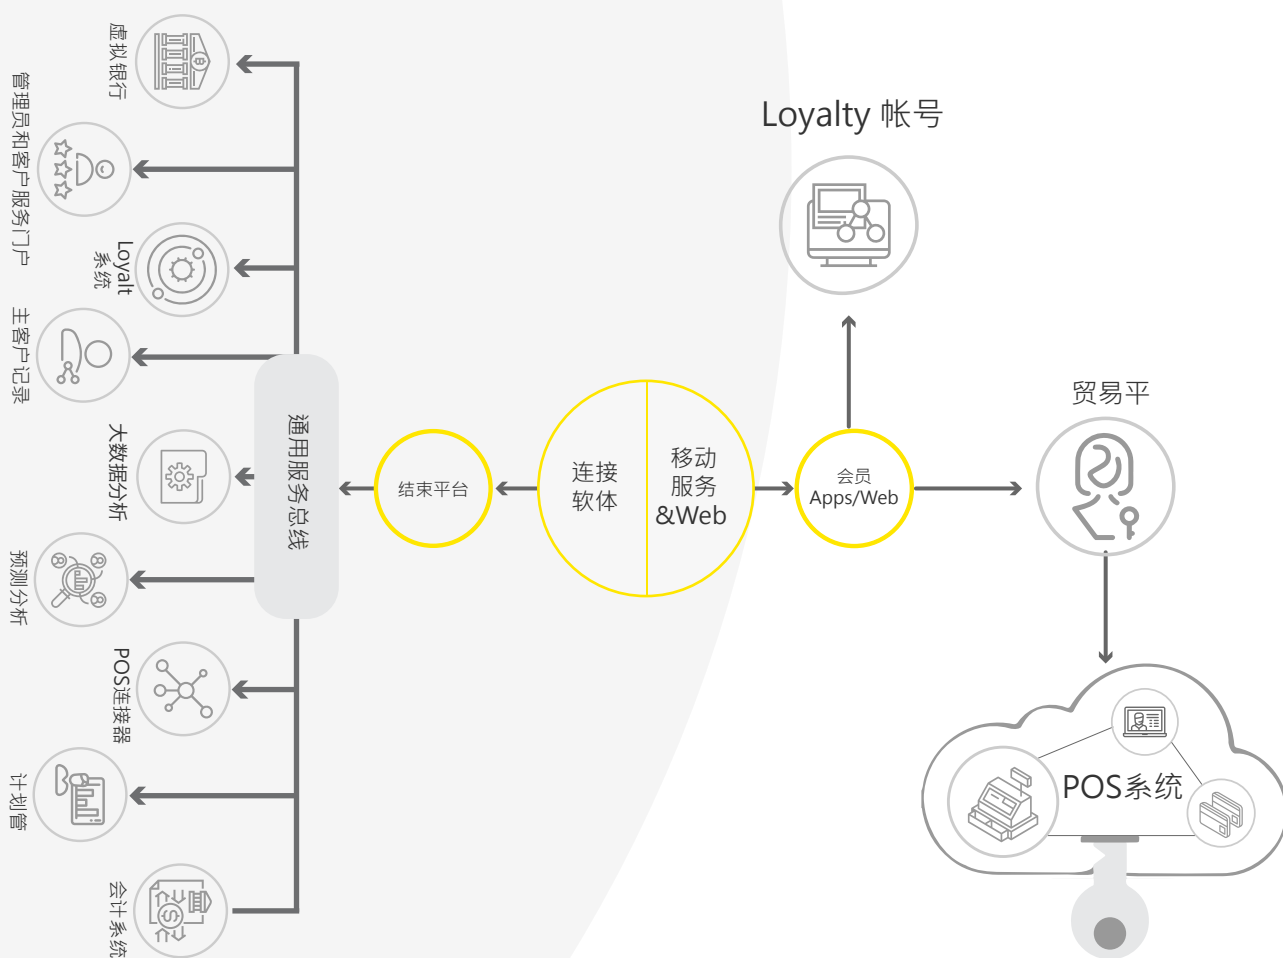 虚拟银行
管理员和客户服务门户
Loyalt
系统
主客户记录
大数据分析
预测分析
POS连接器
计划管
会计系统
通用服务总线
结束平台
连接
软体
移动
服务
&Web
会员
Apps/Web
Loyalty 帐号
贸易平
POS系统